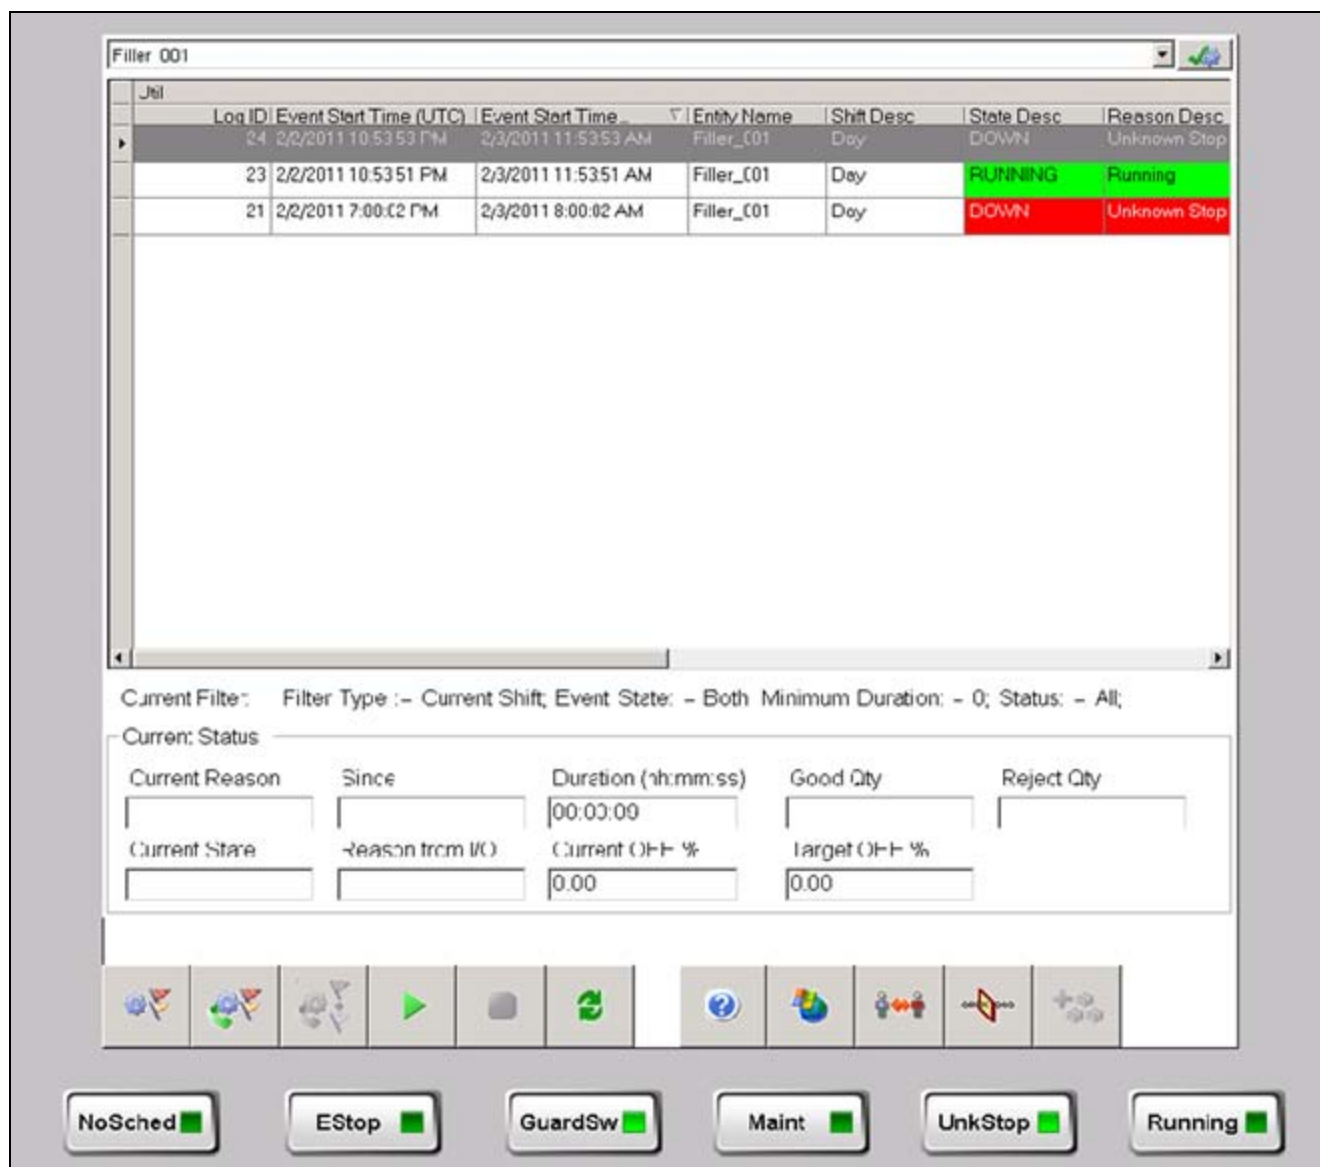 Filler 001
Util
Log ID Event Start Time (UTC) Event Start Time... Entity Name Shift Desc State Desc Reason Desc
24 2/2/2011 10:53:53 PM 2/3/2011 11:53:53 AM Filler_001 Day DOWN Unknown Stop
23 2/2/2011 10:53:51 PM 2/3/2011 11:53:51 AM Filler_001 Day RUNNING Running
21 2/2/2011 7:00:02 PM 2/3/2011 8:00:02 AM Filler_001 Day DOWN Unknown Stop
Current Filter: Filter Type :– Current Shift; Event State: – Both Minimum Duration: – 0; Status: – All;
Current Status
Current Reason Since Duration (hh:mm:ss) Good Qty Reject Qty
00:00:00
Current State Reason from I/O Current OEE % Target OEE %
0.00 0.00
NoSched EStop GuardSw Maint UnkStop Running